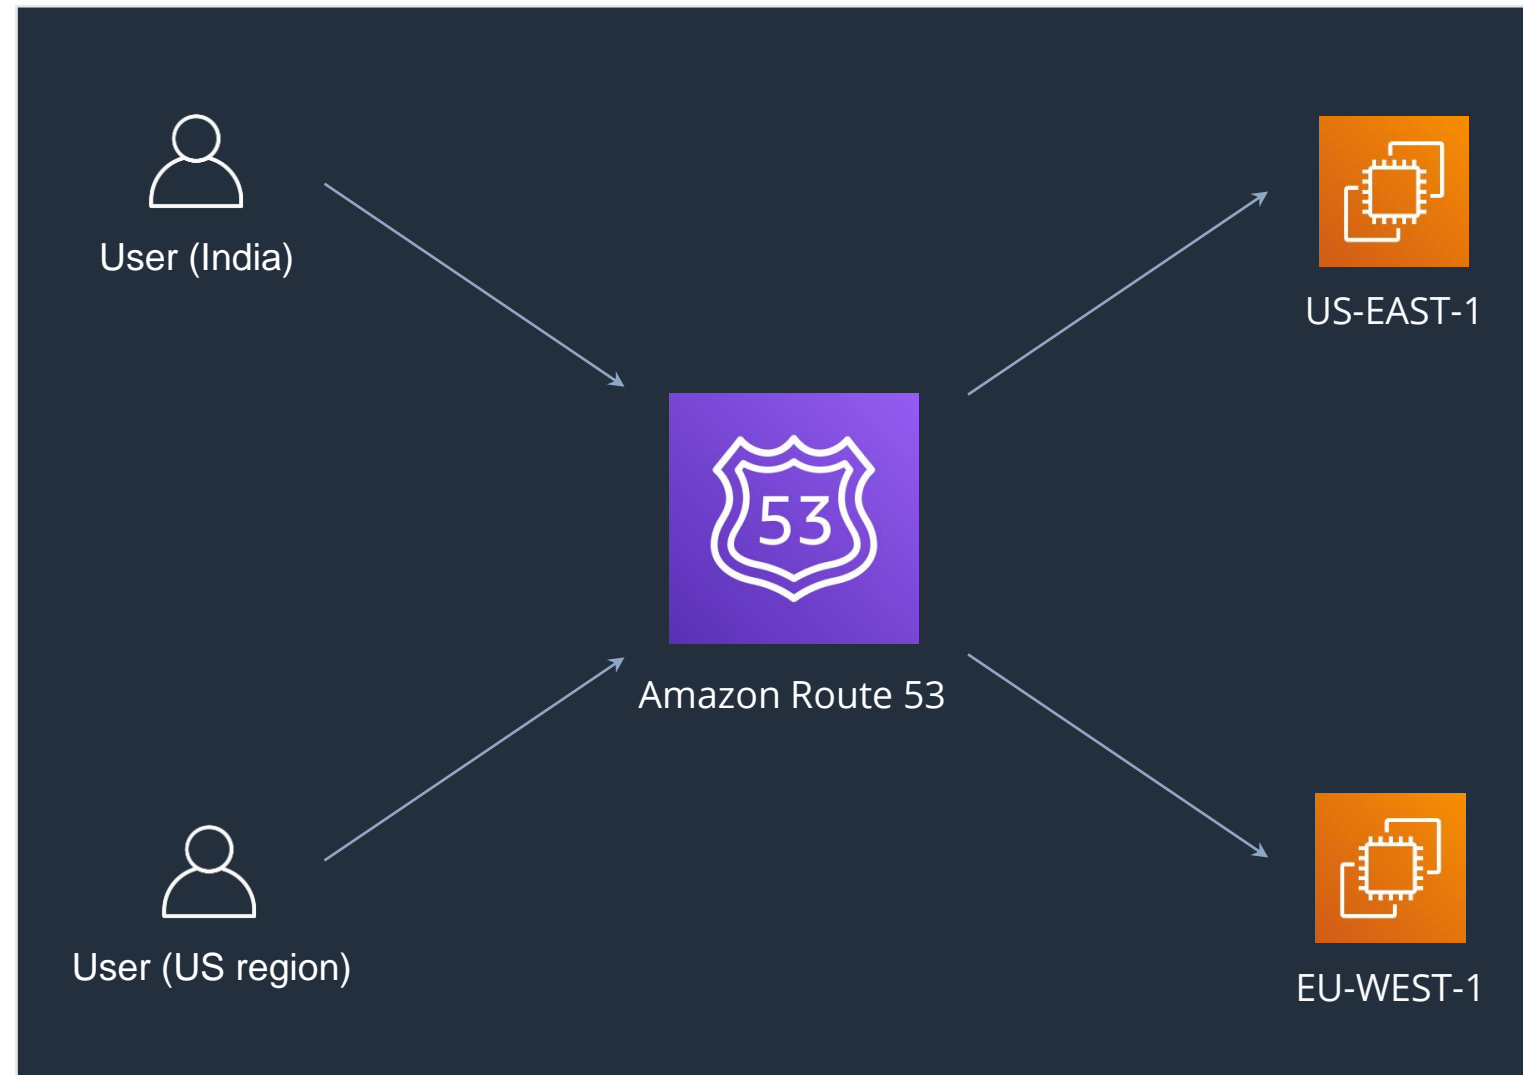 User (India)
US-EAST-1
53
Amazon Route 53
User (US region)
EU-WEST-1